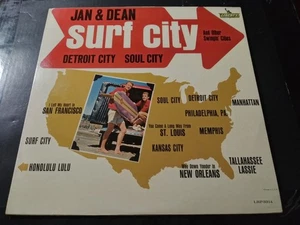 JAN & DEAN
surf city
And Other
Swingin' Cities
DETROIT CITY SOUL CITY
I Left My Heart In
SAN FRANCISCO
SOUL CITY
DETROIT CITY
MANHATTAN
PHILADELPHIA, PA.
You Came A Long Way From
ST. LOUIS
MEMPHIS
SURF CITY
KANSAS CITY
HONOLULU LULU
Way Down Yonder In
NEW ORLEANS
TALLAHASSEE
LASSIE